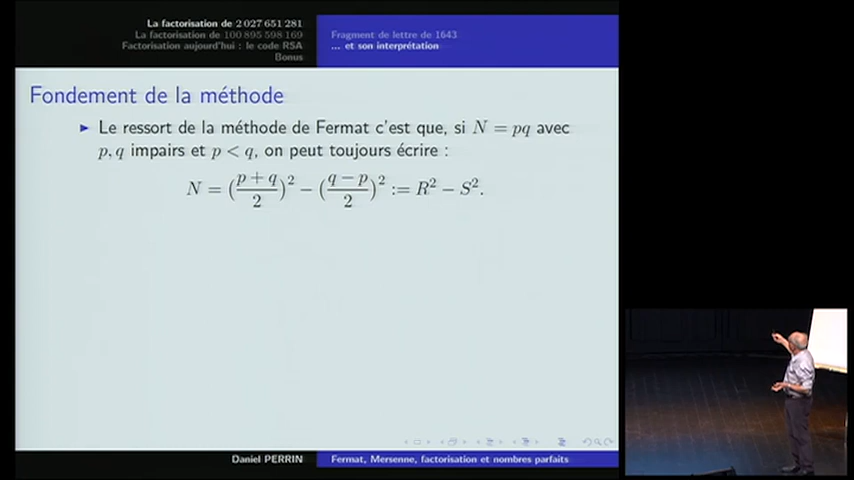 La factorisation de 2 027 651 281
La factorisation de 100 895 598 169
Factorisation aujourd'hui : le code RSA
Bonus
Fragment de lettre de 1643
... et son interprétation
Fondement de la méthode
► Le ressort de la méthode de Fermat c'est que, si N = pq avec
p, q impairs et p < q, on peut toujours écrire :
N = (p + q / 2)² − (q − p / 2)² := R² − S².
Daniel PERRIN
Fermat, Mersenne, factorisation et nombres parfaits